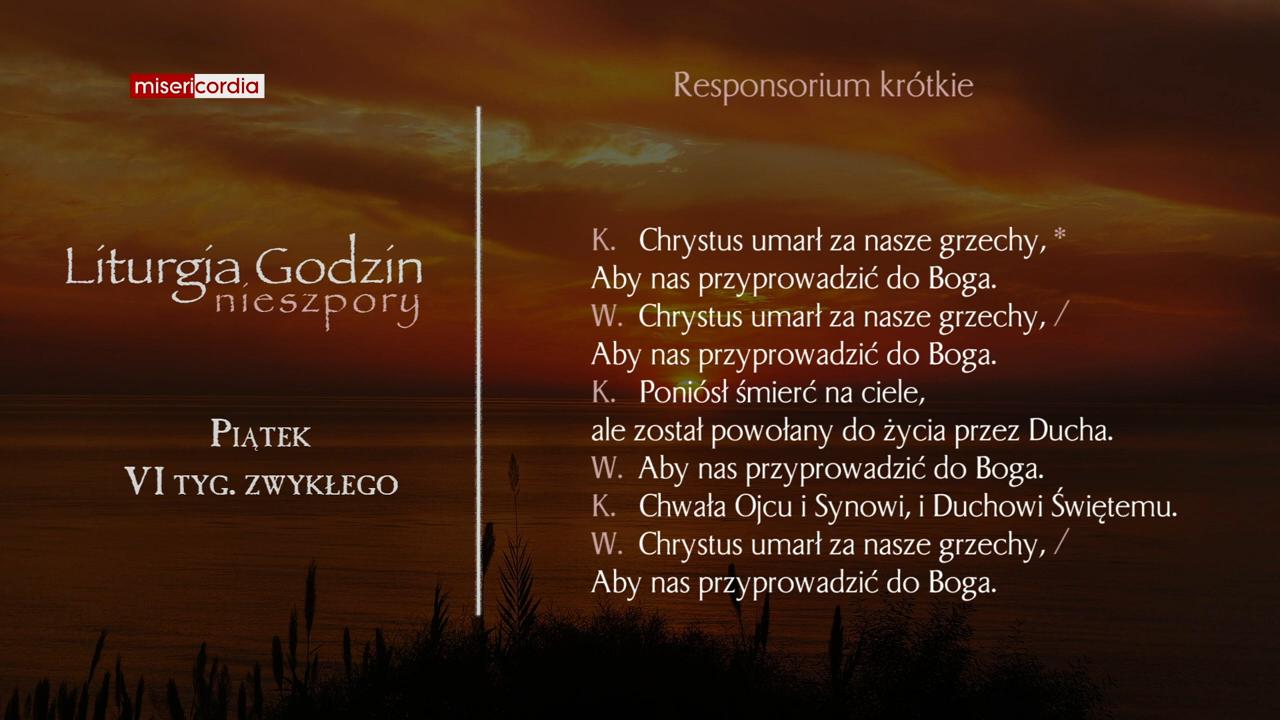 misericordia
Responsorium krótkie
Liturgia Godzin
nieszpory
Piątek
VI tyg. zwykłego
K. Chrystus umarł za nasze grzechy, *
Aby nas przyprowadzić do Boga.
W. Chrystus umarł za nasze grzechy, /
Aby nas przyprowadzić do Boga.
K. Poniósł śmierć na ciele,
ale został powołany do życia przez Ducha.
W. Aby nas przyprowadzić do Boga.
K. Chwała Ojcu i Synowi, i Duchowi Świętemu.
W. Chrystus umarł za nasze grzechy, /
Aby nas przyprowadzić do Boga.